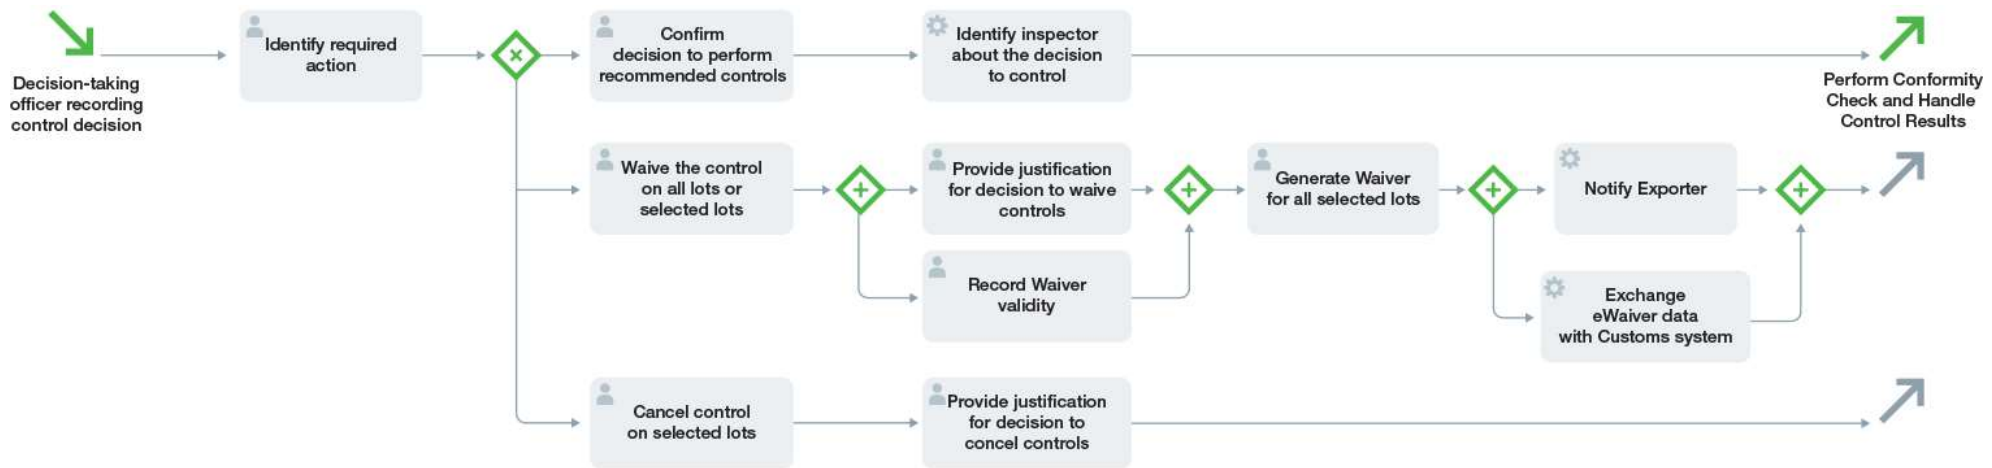 Decision-taking
officer recording
control decision
Identify required
action
Confirm
decision to perform
recommended controls
Identify inspector
about the decision
to control
Perform Conformity
Check and Handle
Control Results
Waive the control
on all lots or
selected lots
Provide justification
for decision to waive
controls
Record Waiver
validity
Generate Waiver
for all selected lots
Notify Exporter
Exchange
eWaiver data
with Customs system
Cancel control
on selected lots
Provide justification
for decision to
concel controls